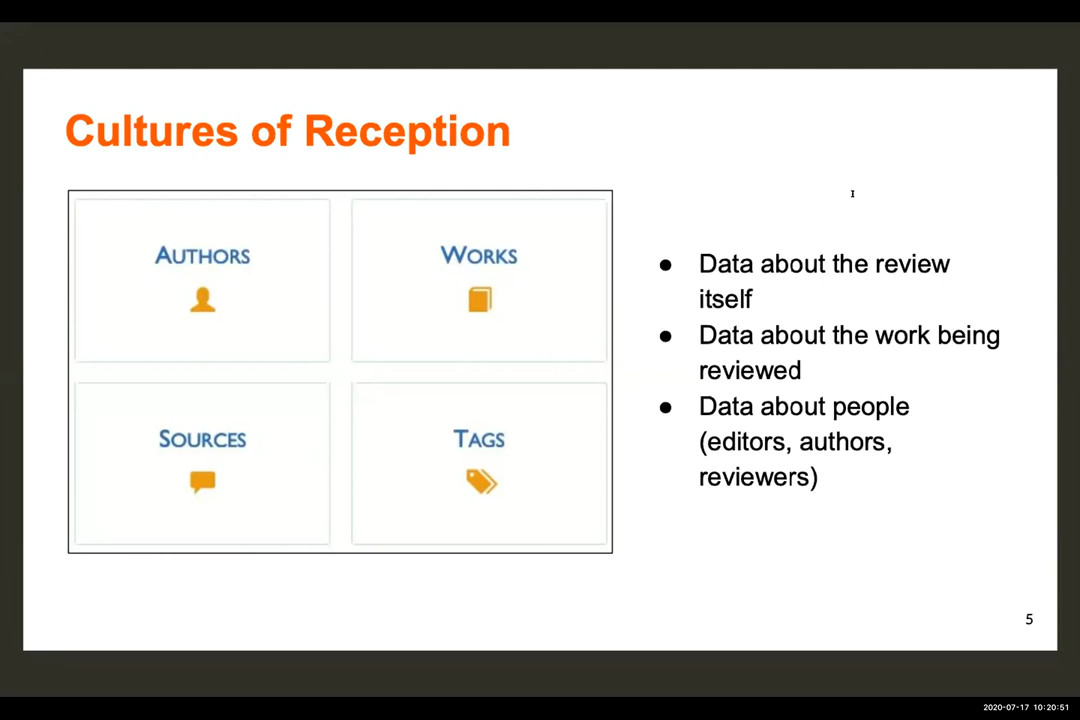 Cultures of Reception
AUTHORS
WORKS
SOURCES
TAGS
● Data about the review
itself
● Data about the work being
reviewed
● Data about people
(editors, authors,
reviewers)
5
2020-07-17 10:20:51